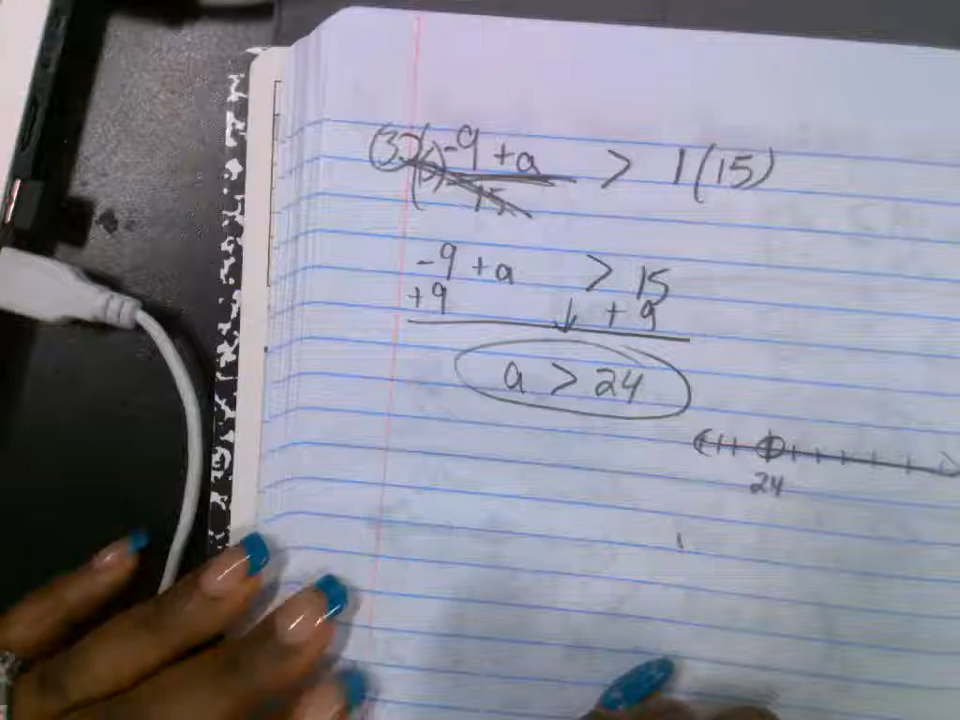 32) (15) -9 + a > 1(15)
15
-9 + a > 15
+9 ↓ + 9
a > 24
24